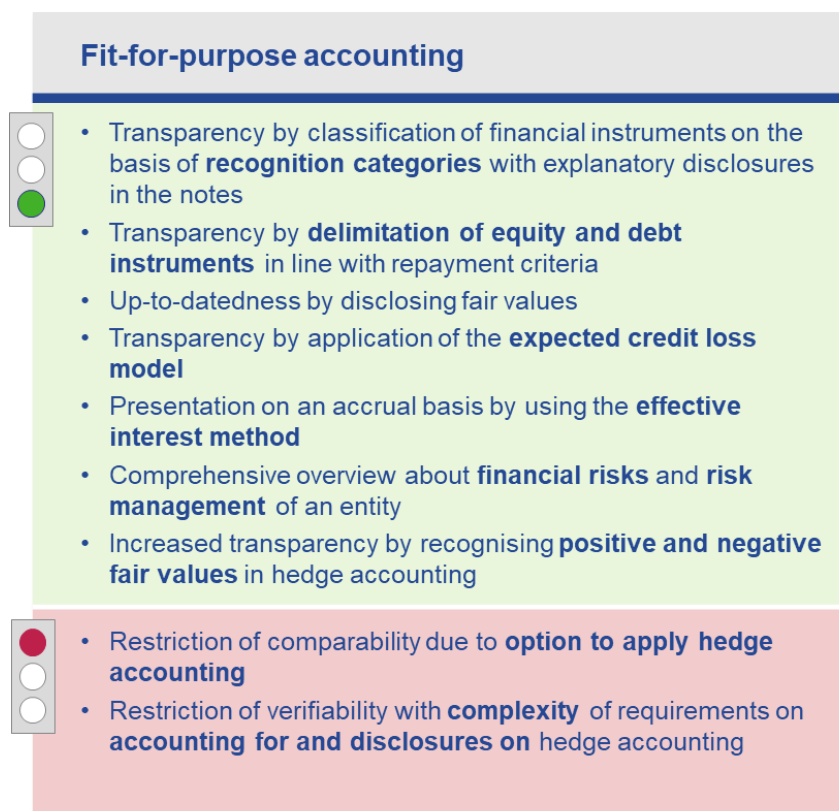 Fit-for-purpose accounting
• Transparency by classification of financial instruments on the
basis of recognition categories with explanatory disclosures
in the notes
• Transparency by delimitation of equity and debt
instruments in line with repayment criteria
• Up-to-datedness by disclosing fair values
• Transparency by application of the expected credit loss
model
• Presentation on an accrual basis by using the effective
interest method
• Comprehensive overview about financial risks and risk
management of an entity
• Increased transparency by recognising positive and negative
fair values in hedge accounting
• Restriction of comparability due to option to apply hedge
accounting
• Restriction of verifiability with complexity of requirements on
accounting for and disclosures on hedge accounting